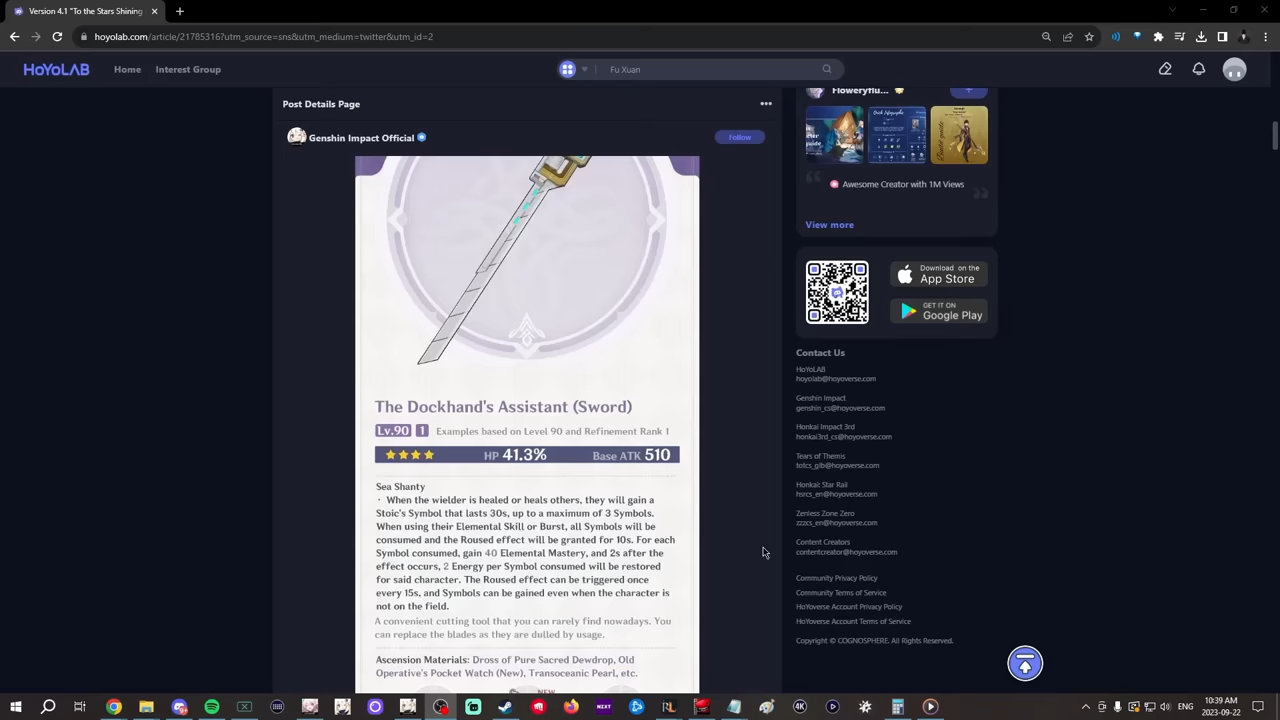 Version 4.1 "To the Stars Shining
hoyolab.com/article/21785316?utm_source=sns&utm_medium=twitter&utm_id=2
HoYoLAB
Home
Interest Group
Fu Xuan
Post Details Page
Genshin Impact Official
Follow
Floweryflu...
Awesome Creator with 1M Views
View more
Download on the
App Store
GET IT ON
Google Play
The Dockhand's Assistant (Sword)
Lv.90 1 Examples based on Level 90 and Refinement Rank 1
HP 41.3% Base ATK 510
Sea Shanty
· When the wielder is healed or heals others, they will gain a
Stoic's Symbol that lasts 30s, up to a maximum of 3 Symbols.
When using their Elemental Skill or Burst, all Symbols will be
consumed and the Roused effect will be granted for 10s. For each
Symbol consumed, gain 40 Elemental Mastery, and 2s after the
effect occurs, 2 Energy per Symbol consumed will be restored
for said character. The Roused effect can be triggered once
every 15s, and Symbols can be gained even when the character is
not on the field.
A convenient cutting tool that you can rarely find nowadays. You
can replace the blades as they are dulled by usage.
Ascension Materials: Dross of Pure Sacred Dewdrop, Old
Operative's Pocket Watch (New), Transoceanic Pearl, etc.
NEW
Contact Us
HoYoLAB
hoyolab@hoyoverse.com
Genshin Impact
genshin_cs@hoyoverse.com
Honkai Impact 3rd
honkai3rd_cs@hoyoverse.com
Tears of Themis
totcs_glb@hoyoverse.com
Honkai: Star Rail
hsrcs_en@hoyoverse.com
Zenless Zone Zero
zzzcs_en@hoyoverse.com
Content Creators
contentcreator@hoyoverse.com
Community Privacy Policy
Community Terms of Service
HoYoverse Account Privacy Policy
HoYoverse Account Terms of Service
Copyright © COGNOSPHERE. All Rights Reserved.
ENG
10:39 AM
2023-09-22